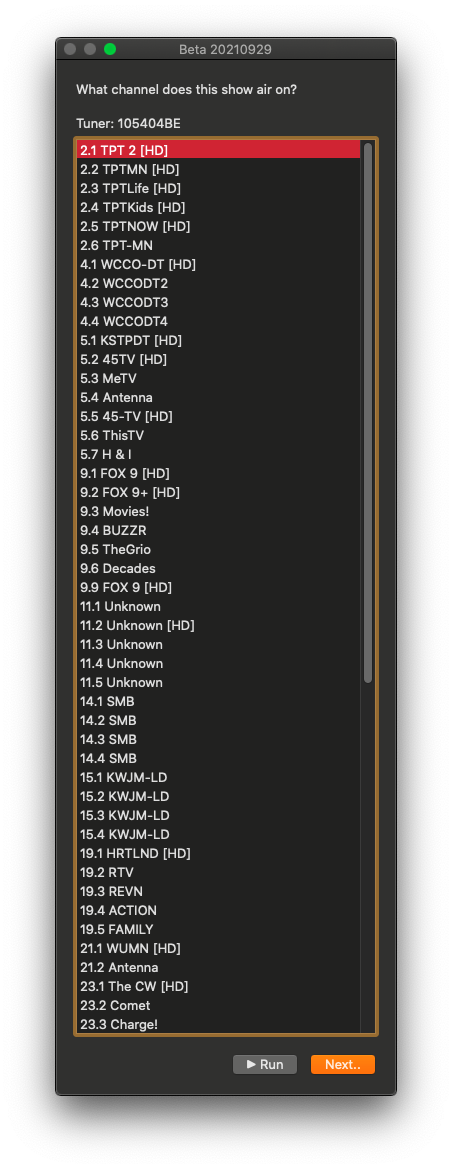 Beta 20210929
What channel does this show air on?
Tuner: 105404BE
2.1 TPT 2 [HD]
2.2 TPTMN [HD]
2.3 TPTLife [HD]
2.4 TPTKids [HD]
2.5 TPTNOW [HD]
2.6 TPT-MN
4.1 WCCO-DT [HD]
4.2 WCCODT2
4.3 WCCODT3
4.4 WCCODT4
5.1 KSTPDT [HD]
5.2 45TV [HD]
5.3 MeTV
5.4 Antenna
5.5 45-TV [HD]
5.6 ThisTV
5.7 H & I
9.1 FOX 9 [HD]
9.2 FOX 9+ [HD]
9.3 Movies!
9.4 BUZZR
9.5 TheGrio
9.6 Decades
9.9 FOX 9 [HD]
11.1 Unknown
11.2 Unknown [HD]
11.3 Unknown
11.4 Unknown
11.5 Unknown
14.1 SMB
14.2 SMB
14.3 SMB
14.4 SMB
15.1 KWJM-LD
15.2 KWJM-LD
15.3 KWJM-LD
15.4 KWJM-LD
19.1 HRTLND [HD]
19.2 RTV
19.3 REVN
19.4 ACTION
19.5 FAMILY
21.1 WUMN [HD]
21.2 Antenna
23.1 The CW [HD]
23.2 Comet
23.3 Charge!
▶ Run Next..